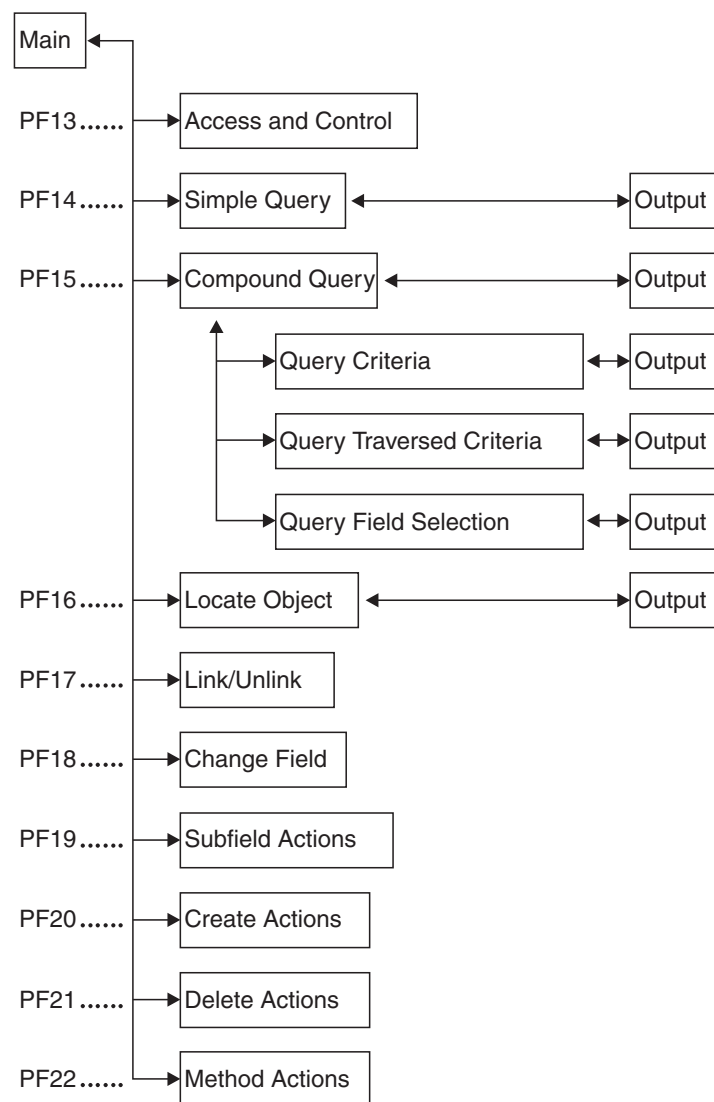 Main
PF13...... Access and Control
PF14...... Simple Query Output
PF15...... Compound Query Output
Query Criteria Output
Query Traversed Criteria Output
Query Field Selection Output
PF16...... Locate Object Output
PF17...... Link/Unlink
PF18...... Change Field
PF19...... Subfield Actions
PF20...... Create Actions
PF21...... Delete Actions
PF22...... Method Actions